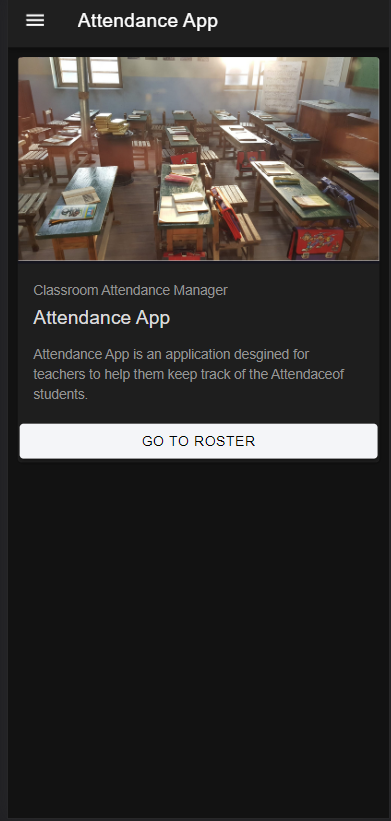 Attendance App
Classroom Attendance Manager
Attendance App
Attendance App is an application desgined for
teachers to help them keep track of the Attendaceof
students.
GO TO ROSTER